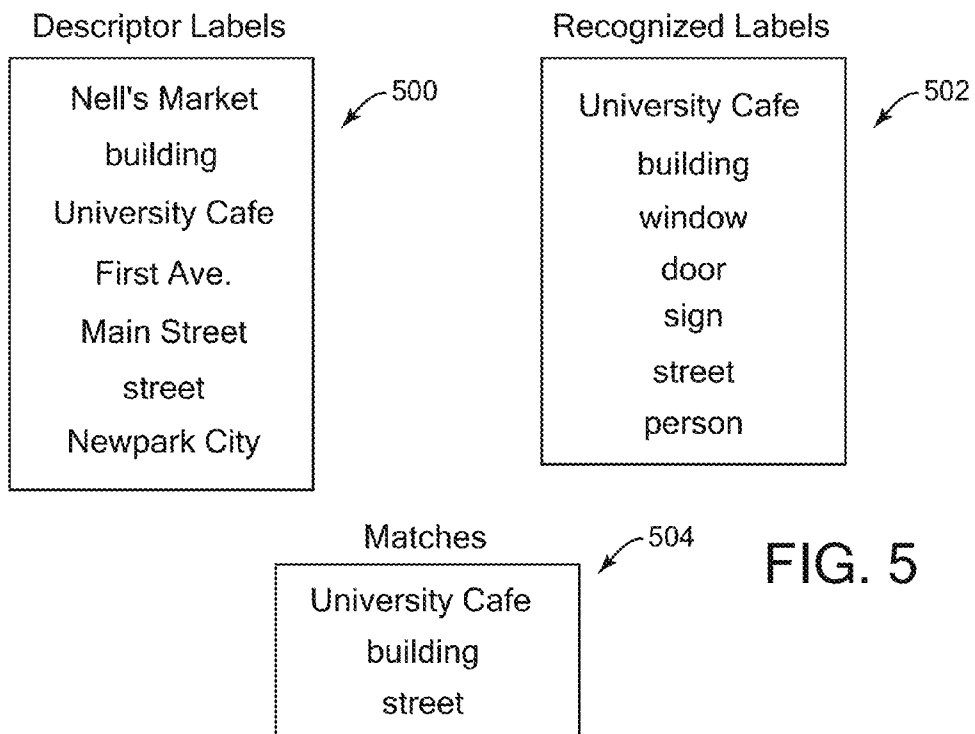 Descriptor Labels
500
Nell's Market
building
University Cafe
First Ave.
Main Street
street
Newpark City
Recognized Labels
502
University Cafe
building
window
door
sign
street
person
Matches
504
University Cafe
building
street
FIG. 5